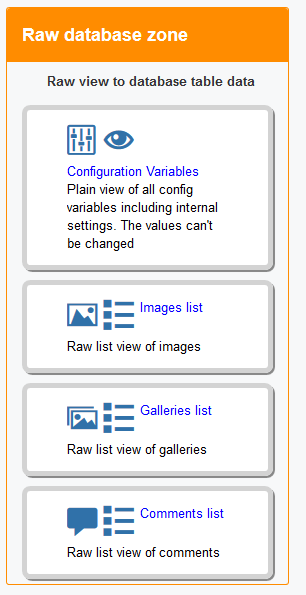 Raw database zone
Raw view to database table data
Configuration Variables
Plain view of all config
variables including internal
settings. The values can't
be changed
Images list
Raw list view of images
Galleries list
Raw list view of galleries
Comments list
Raw list view of comments